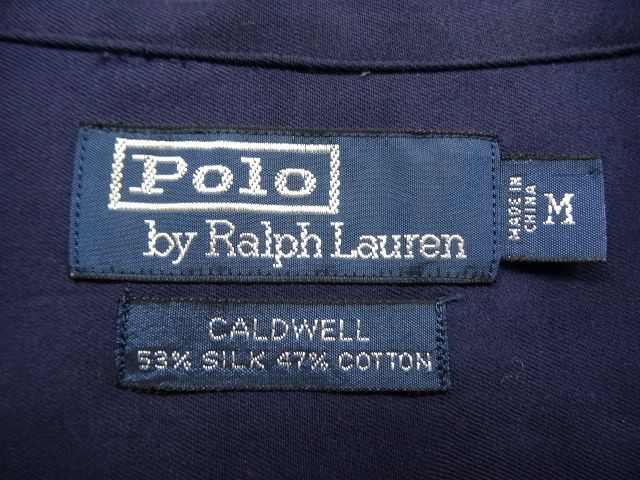 Polo
by Ralph Lauren
MADE IN
CHINA
M
CALDWELL
53% SILK 47% COTTON